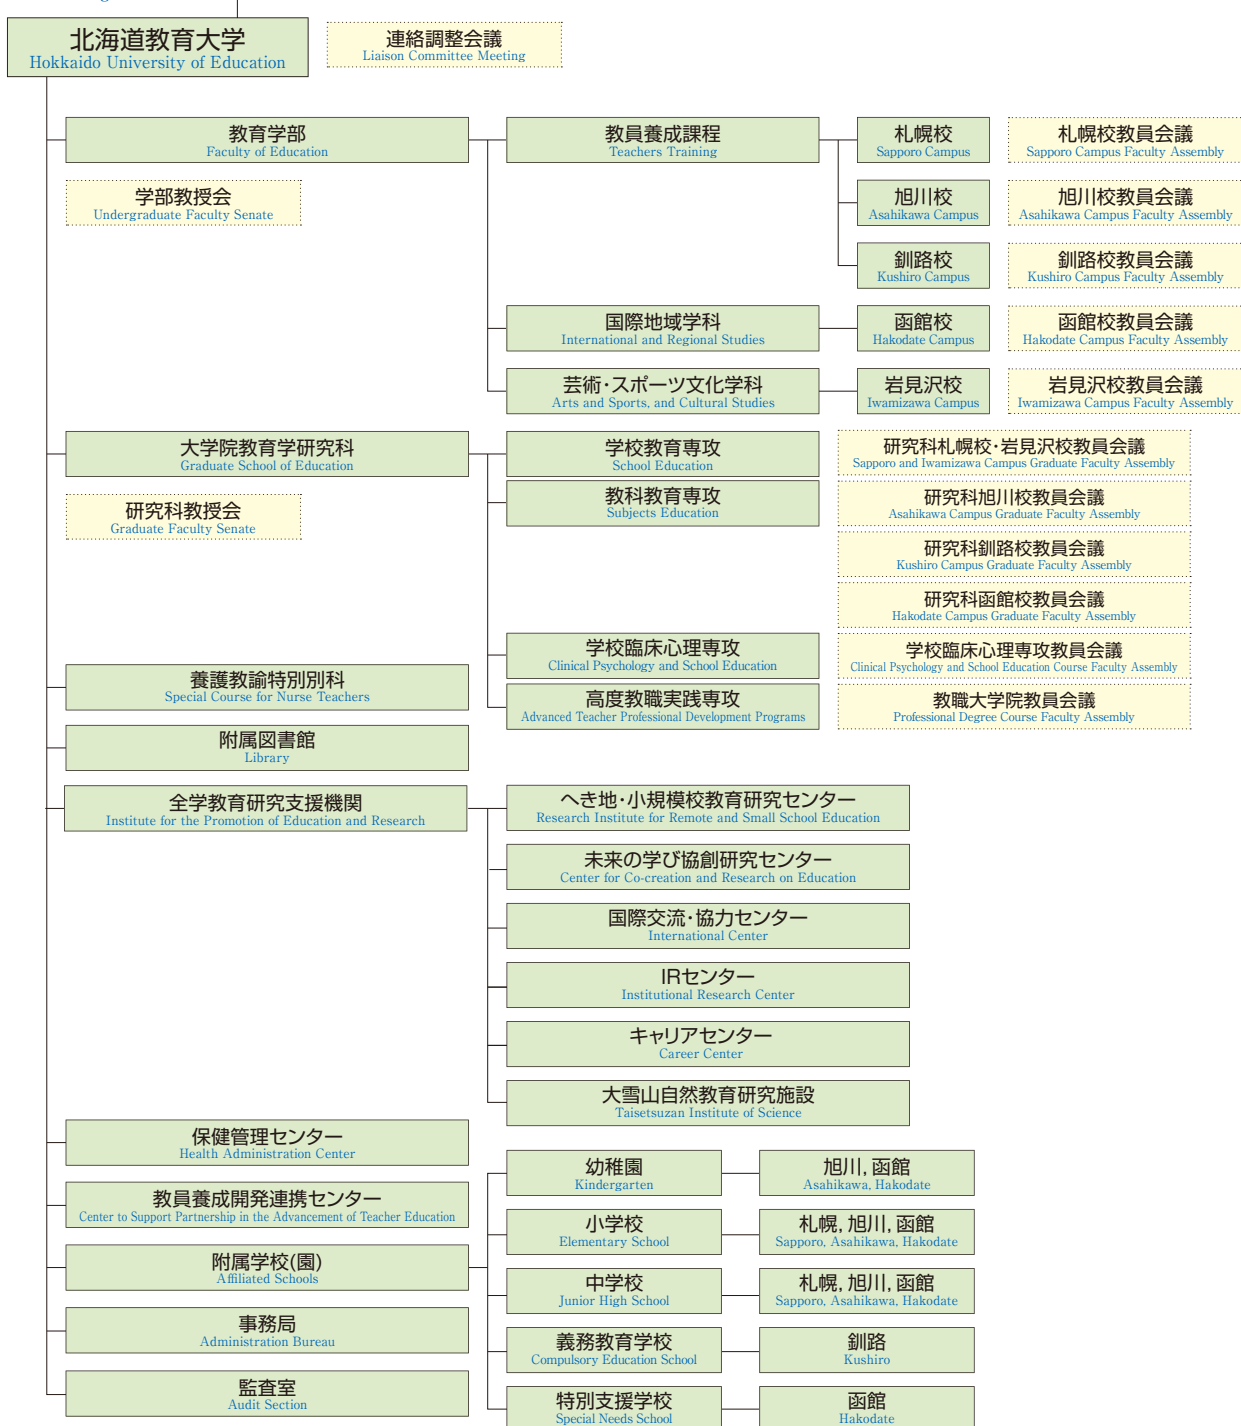 北海道教育大学
Hokkaido University of Education
連絡調整会議
Liaison Committee Meeting
教育学部
Faculty of Education
教員養成課程
Teachers Training
札幌校
Sapporo Campus
札幌校教員会議
Sapporo Campus Faculty Assembly
学部教授会
Undergraduate Faculty Senate
旭川校
Asahikawa Campus
旭川校教員会議
Asahikawa Campus Faculty Assembly
釧路校
Kushiro Campus
釧路校教員会議
Kushiro Campus Faculty Assembly
国際地域学科
International and Regional Studies
函館校
Hakodate Campus
函館校教員会議
Hakodate Campus Faculty Assembly
芸術・スポーツ文化学科
Arts and Sports, and Cultural Studies
岩見沢校
Iwamizawa Campus
岩見沢校教員会議
Iwamizawa Campus Faculty Assembly
大学院教育学研究科
Graduate School of Education
学校教育専攻
School Education
研究科札幌校・岩見沢校教員会議
Sapporo and Iwamizawa Campus Graduate Faculty Assembly
研究科教授会
Graduate Faculty Senate
教科教育専攻
Subjects Education
研究科旭川校教員会議
Asahikawa Campus Graduate Faculty Assembly
研究科釧路校教員会議
Kushiro Campus Graduate Faculty Assembly
研究科函館校教員会議
Hakodate Campus Graduate Faculty Assembly
学校臨床心理専攻
Clinical Psychology and School Education
学校臨床心理専攻教員会議
Clinical Psychology and School Education Course Faculty Assembly
養護教諭特別別科
Special Course for Nurse Teachers
高度教職実践専攻
Advanced Teacher Professional Development Programs
教職大学院教員会議
Professional Degree Course Faculty Assembly
附属図書館
Library
全学教育研究支援機関
Institute for the Promotion of Education and Research
へき地・小規模校教育研究センター
Research Institute for Remote and Small School Education
未来の学び協創研究センター
Center for Co-creation and Research on Education
国際交流・協力センター
International Center
IRセンター
Institutional Research Center
キャリアセンター
Career Center
大雪山自然教育研究施設
Taisetsuzan Institute of Science
保健管理センター
Health Administration Center
教員養成開発連携センター
Center to Support Partnership in the Advancement of Teacher Education
附属学校(園)
Affiliated Schools
幼稚園
Kindergarten
旭川, 函館
Asahikawa, Hakodate
小学校
Elementary School
札幌, 旭川, 函館
Sapporo, Asahikawa, Hakodate
中学校
Junior High School
札幌, 旭川, 函館
Sapporo, Asahikawa, Hakodate
義務教育学校
Compulsory Education School
釧路
Kushiro
特別支援学校
Special Needs School
函館
Hakodate
事務局
Administration Bureau
監査室
Audit Section